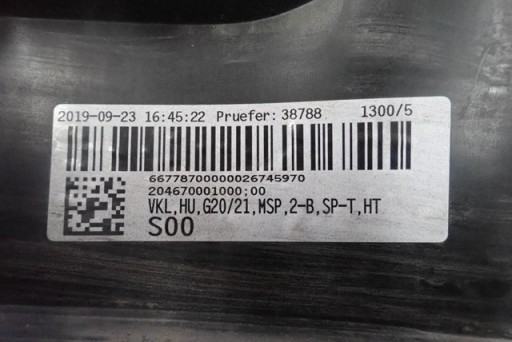 2019-09-23 16:45:22 Pruefer: 38788 1300/5
66778700000026745970
204670001000;00
VKL,HU,G20/21,MSP,2-B,SP-T,HT
S00